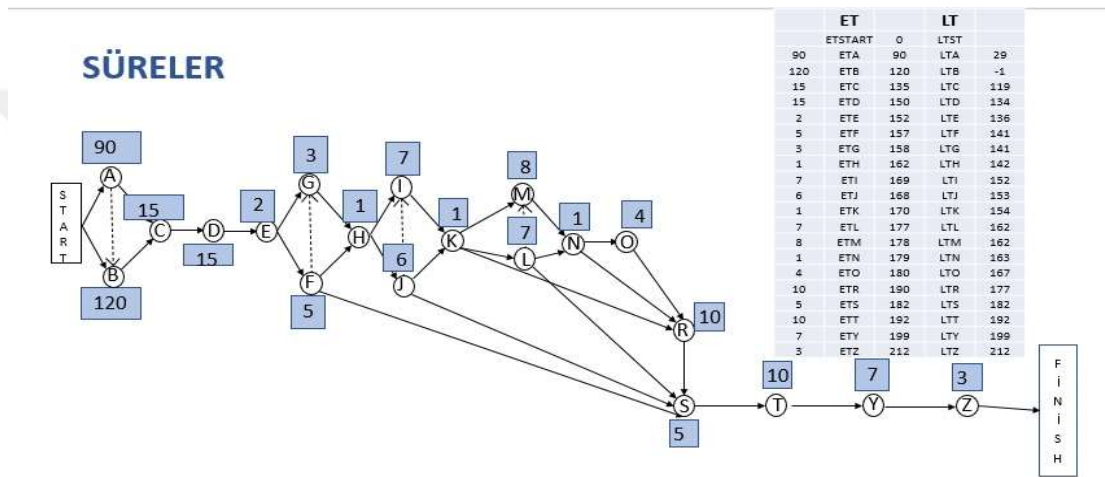 SÜRELER
ET LT
ETSTART 0 LTST
90 ETA 90 LTA 29
120 ETB 120 LTB -1
15 ETC 135 LTC 119
15 ETD 150 LTD 134
2 ETE 152 LTE 136
5 ETF 157 LTF 141
3 ETG 158 LTG 141
1 ETH 162 LTH 142
7 ETI 169 LTI 152
6 ETJ 168 LTJ 153
1 ETK 170 LTK 154
7 ETL 177 LTL 162
8 ETM 178 LTM 162
1 ETN 179 LTN 163
4 ETO 180 LTO 167
10 ETR 190 LTR 177
5 ETS 182 LTS 182
10 ETT 192 LTT 192
7 ETY 199 LTY 199
3 ETZ 212 LTZ 212
START
90
A
B
120
15
C
D
15
2
E
3
G
F
5
1
H
7
I
6
J
1
K
8
M
7
L
1
N
4
O
R
10
S
5
10
T
7
Y
3
Z
FİNİSH